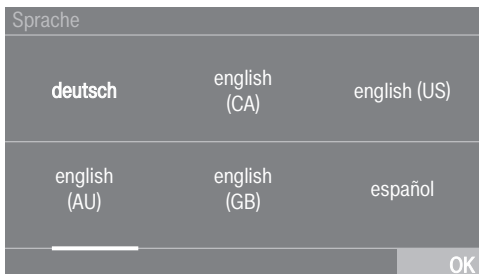 Sprache
deutsch
english
(CA)
english (US)
english
(AU)
english
(GB)
español
OK